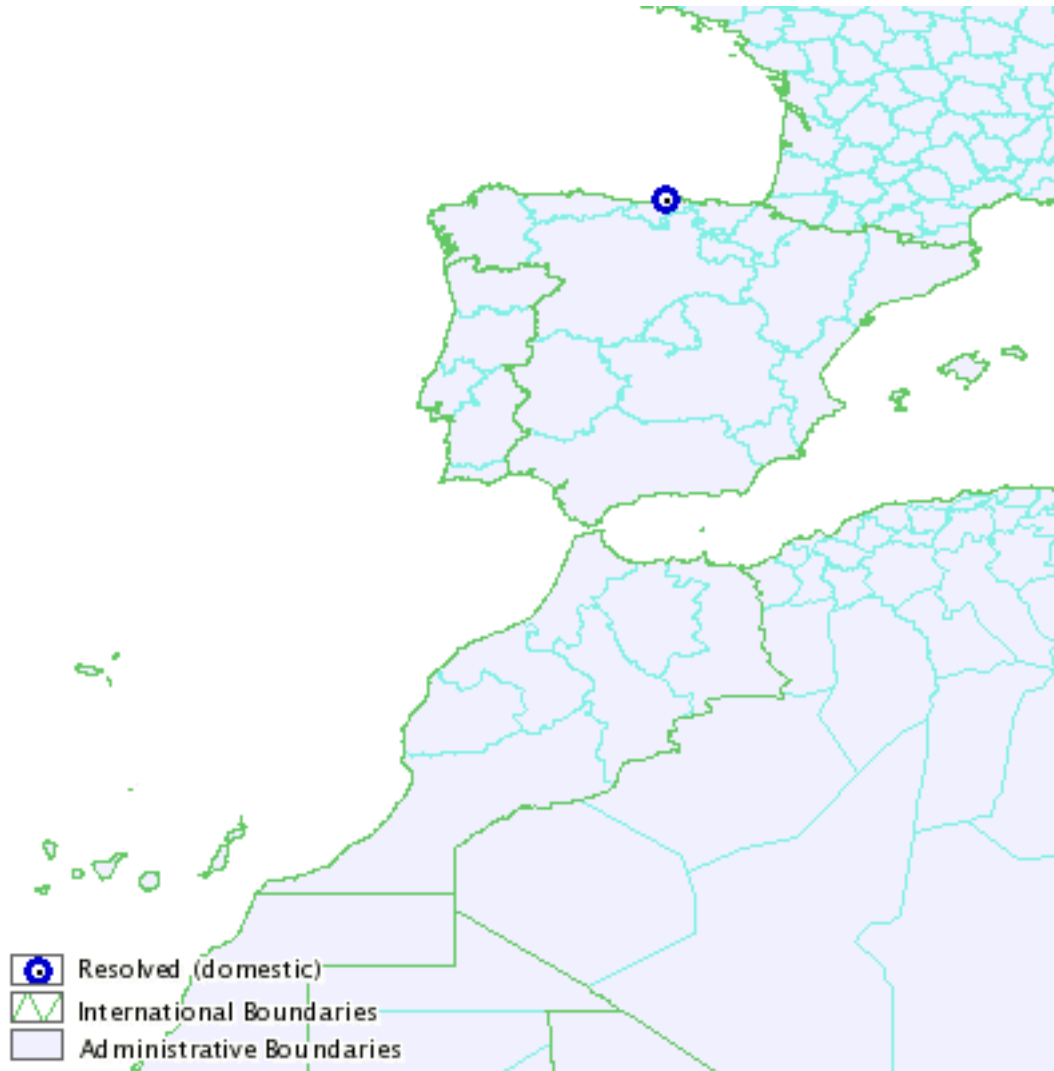 Resolved (domestic)
International Boundaries
Administrative Boundaries